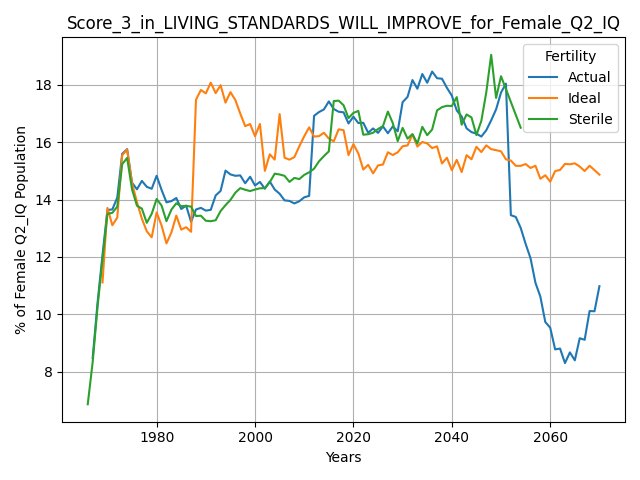 Score_3_in_LIVING_STANDARDS_WILL_IMPROVE_for_Female_Q2_IQ
Fertility
Actual
Ideal
Sterile
% of Female Q2_IQ Population
18
16
14
12
10
8
1980
2000
2020
2040
2060
Years